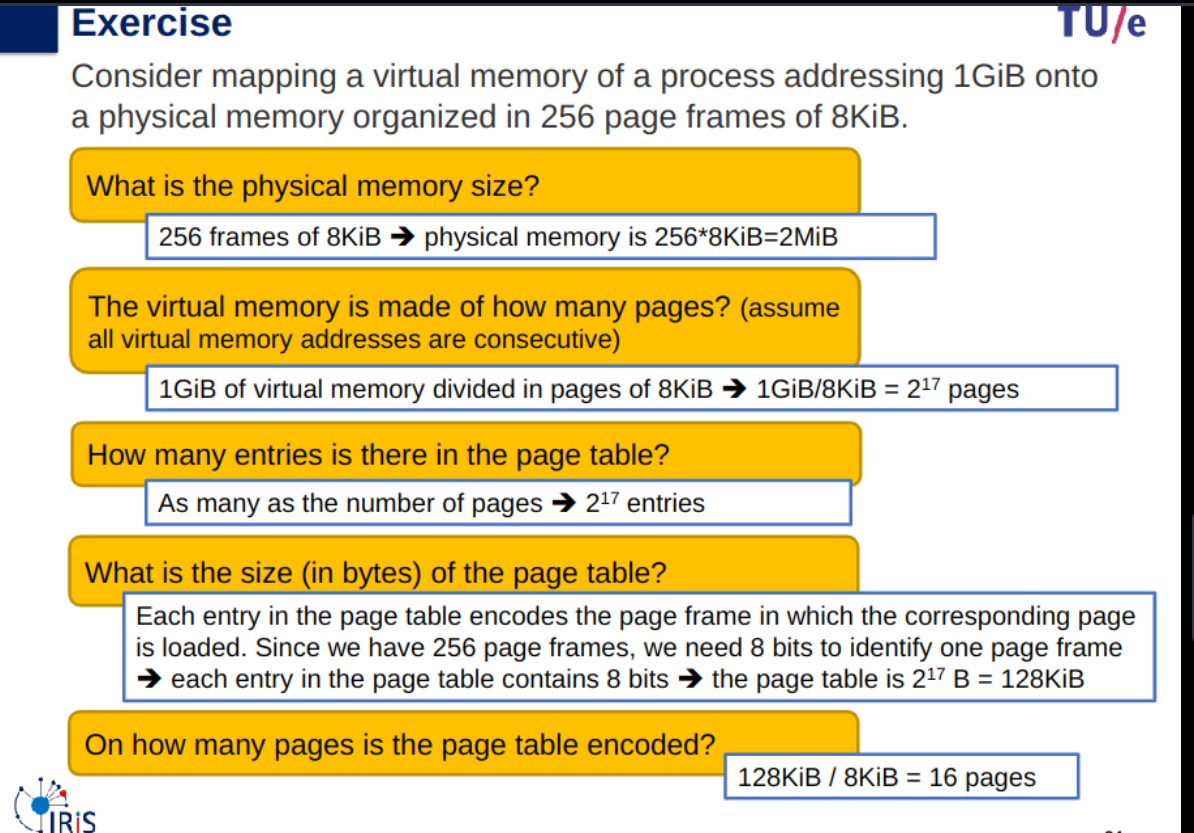 Exercise
TU/e
Consider mapping a virtual memory of a process addressing 1GiB onto
a physical memory organized in 256 page frames of 8KiB.
What is the physical memory size?
256 frames of 8KiB ➔ physical memory is 256*8KiB=2MiB
The virtual memory is made of how many pages? (assume
all virtual memory addresses are consecutive)
1GiB of virtual memory divided in pages of 8KiB ➔ 1GiB/8KiB = 2¹⁷ pages
How many entries is there in the page table?
As many as the number of pages ➔ 2¹⁷ entries
What is the size (in bytes) of the page table?
Each entry in the page table encodes the page frame in which the corresponding page
is loaded. Since we have 256 page frames, we need 8 bits to identify one page frame
➔ each entry in the page table contains 8 bits ➔ the page table is 2¹⁷ B = 128KiB
On how many pages is the page table encoded?
128KiB / 8KiB = 16 pages
IRiS